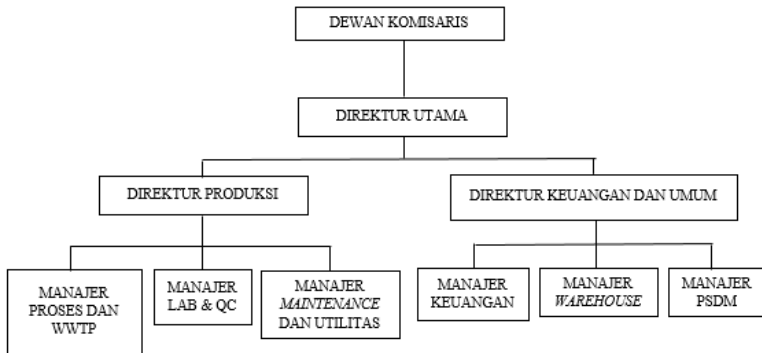 DEWAN KOMISARIS
DIREKTUR UTAMA
DIREKTUR PRODUKSI
DIREKTUR KEUANGAN DAN UMUM
MANAJER
PROSES DAN
WWTP
MANAJER
LAB & QC
MANAJER
MAINTENANCE
DAN UTILITAS
MANAJER
KEUANGAN
MANAJER
WAREHOUSE
MANAJER
PSDM